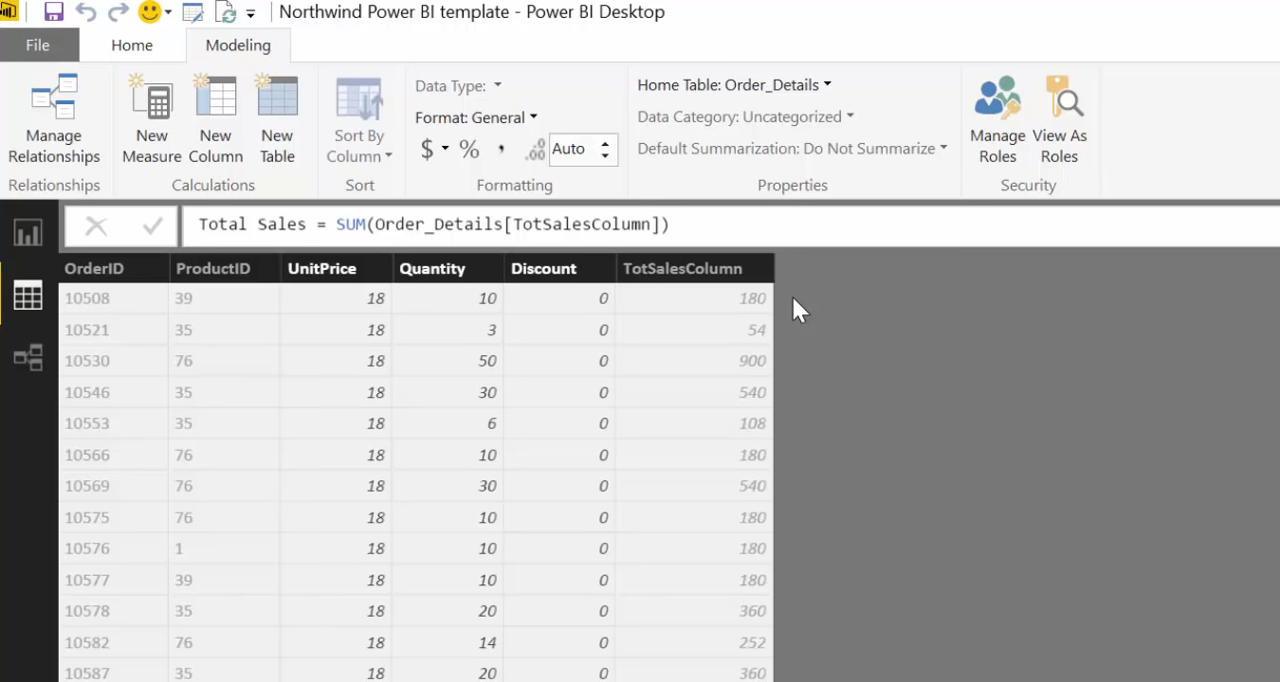 Northwind Power BI template - Power BI Desktop
File Home Modeling
Manage Relationships
New Measure
New Column
New Table
Sort By Column
Data Type:
Format: General
$ % , .00 Auto
Home Table: Order_Details
Data Category: Uncategorized
Default Summarization: Do Not Summarize
Manage Roles
View As Roles
Relationships Calculations Sort Formatting Properties Security
Total Sales = SUM(Order_Details[TotSalesColumn])
OrderID ProductID UnitPrice Quantity Discount TotSalesColumn
10508 39 18 10 0 180
10521 35 18 3 0 54
10530 76 18 50 0 900
10546 35 18 30 0 540
10553 35 18 6 0 108
10566 76 18 10 0 180
10569 76 18 30 0 540
10575 76 18 10 0 180
10576 1 18 10 0 180
10577 39 18 10 0 180
10578 35 18 20 0 360
10582 76 18 14 0 252
10587 35 18 20 0 360